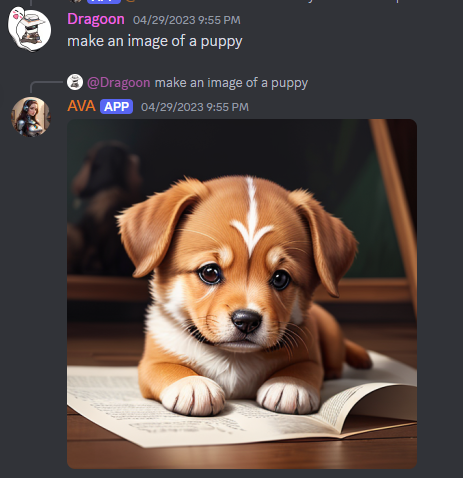 Dragoon 04/29/2023 9:55 PM
make an image of a puppy
@Dragoon make an image of a puppy
AVA APP 04/29/2023 9:55 PM